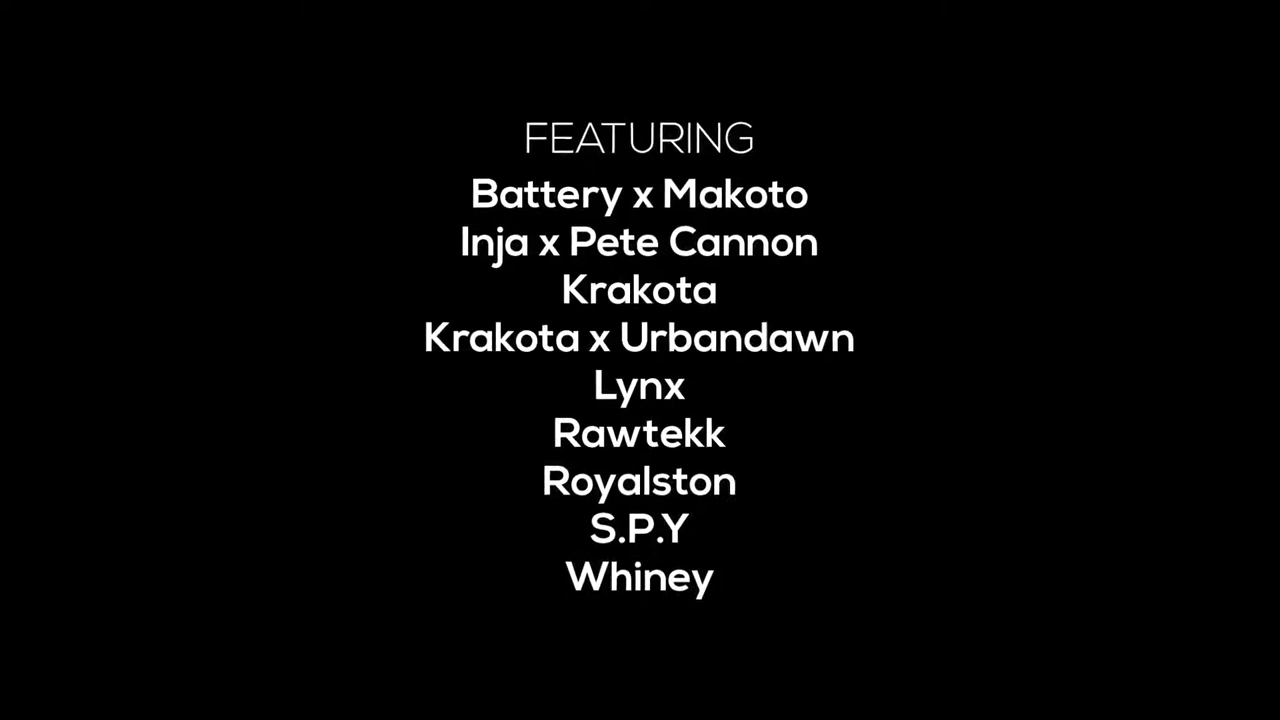 FEATURING
Battery x Makoto
Inja x Pete Cannon
Krakota
Krakota x Urbandawn
Lynx
Rawtekk
Royalston
S.P.Y
Whiney